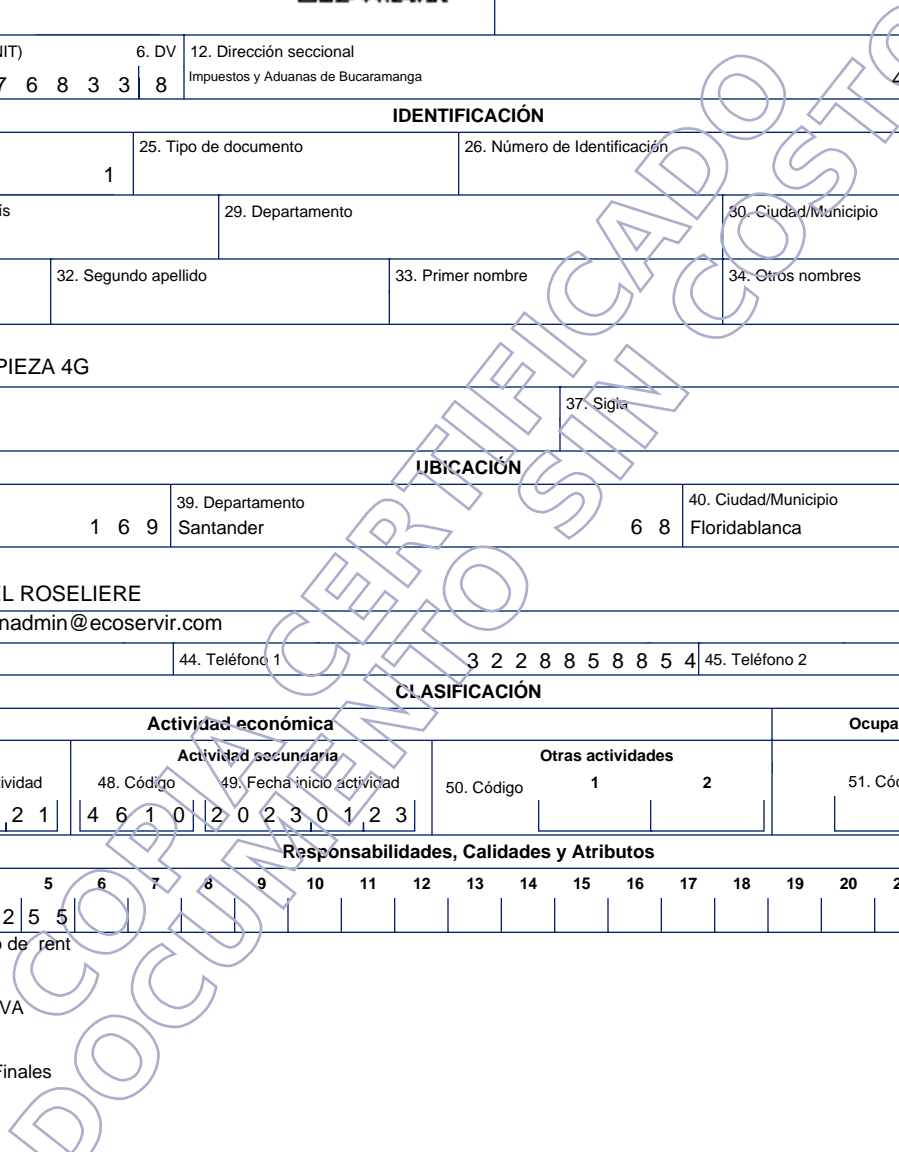 NIT)
6. DV
12. Dirección seccional
7 6 8 3 3 8
Impuestos y Aduanas de Bucaramanga
4
IDENTIFICACIÓN
25. Tipo de documento
26. Número de Identificación
1
ís
29. Departamento
30. Ciudad/Municipio
32. Segundo apellido
33. Primer nombre
34. Otros nombres
PIEZA 4G
37. Sigla
UBICACIÓN
39. Departamento
40. Ciudad/Municipio
1 6 9
Santander
6 8
Floridablanca
EL ROSELIERE
nadmin@ecoservir.com
44. Teléfono 1
3 2 2 8 8 5 8 8 5 4
45. Teléfono 2
CLASIFICACIÓN
Actividad económica
Ocupa
Actividad secundaria
Otras actividades
tividad
48. Código
49. Fecha inicio actividad
50. Código
1
2
51. Cód
2 1
4 6 1 0
2 0 2 3 0 1 2 3
Responsabilidades, Calidades y Atributos
5 6 7 8 9 10 11 12 13 14 15 16 17 18 19 20 2
2 5 5
o de rent
VA
Finales
COPIA CERTIFICADO
DOCUMENTO SIN COSTO